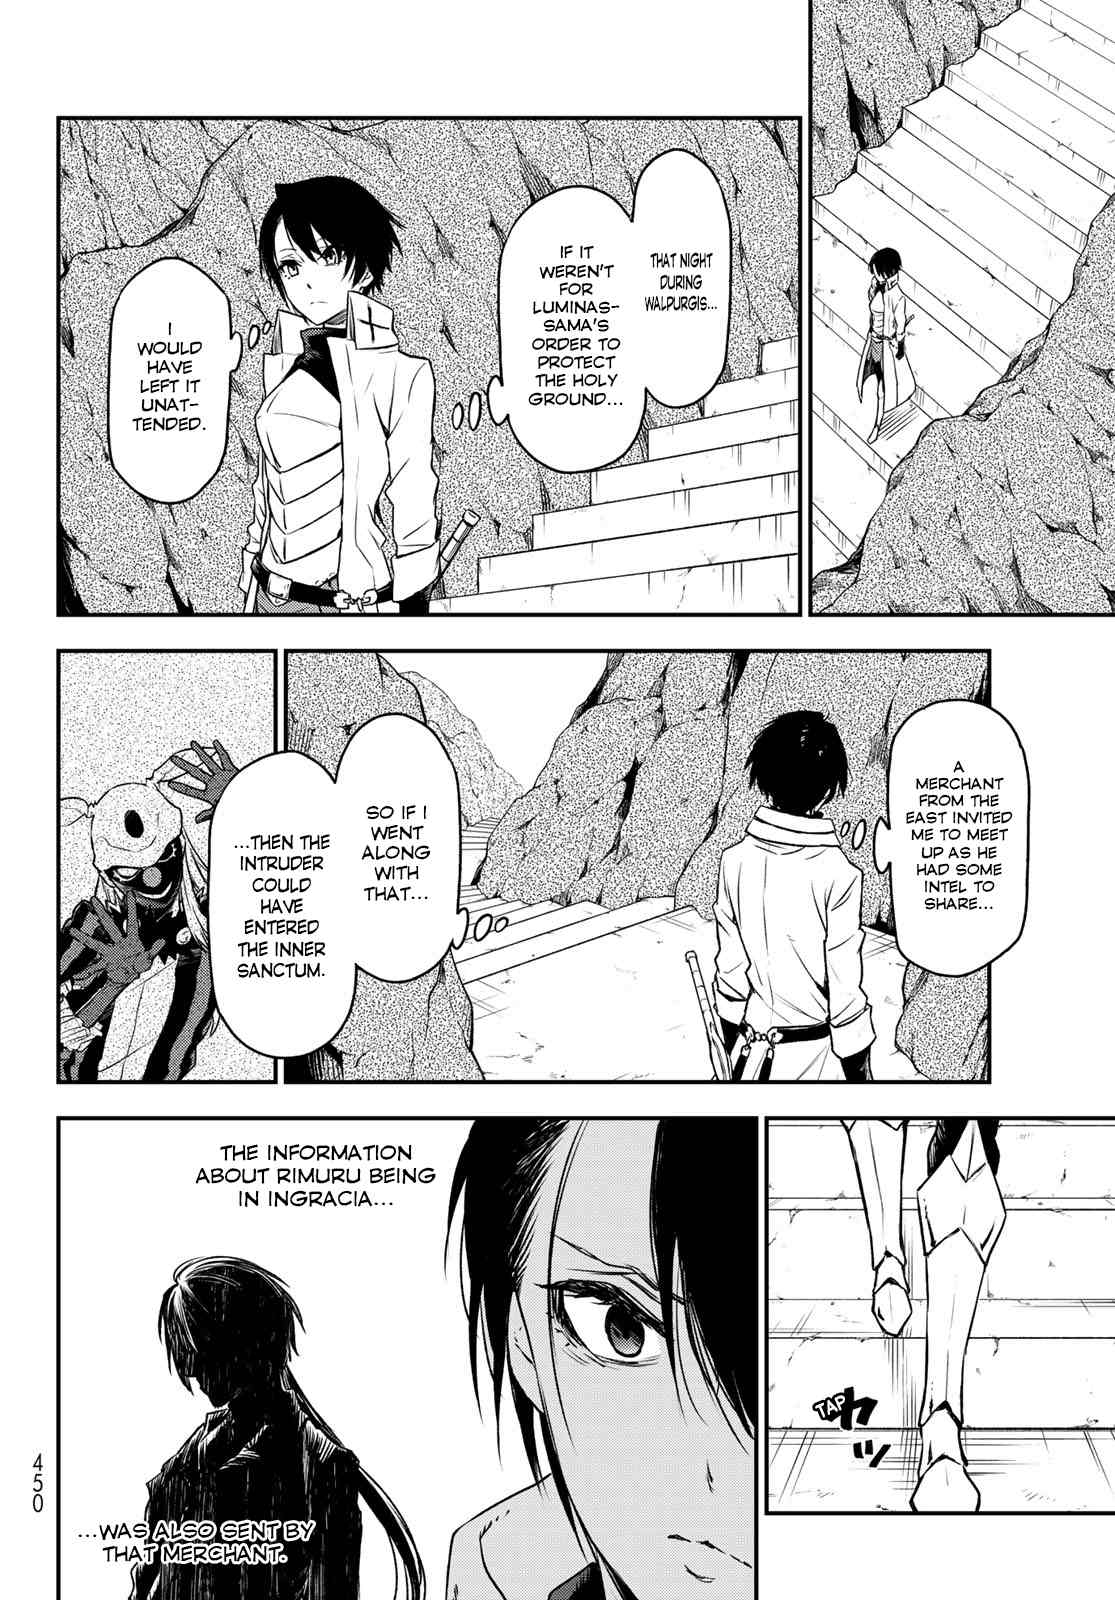 THAT NIGHT
DURING
WALPURGIS...
IF IT
WEREN'T
FOR
LUMINAS-
SAMA'S
ORDER TO
PROTECT
THE HOLY
GROUND...
I
WOULD
HAVE
LEFT IT
UNAT-
TENDED.
A
MERCHANT
FROM THE
EAST INVITED
ME TO MEET
UP AS HE
HAD SOME
INTEL TO
SHARE...
SO IF I
WENT
ALONG
WITH
THAT...
...THEN THE
INTRUDER
COULD
HAVE
ENTERED
THE INNER
SANCTUM.
TAP
カ
ッ
THE INFORMATION
ABOUT RIMURU BEING
IN INGRACIA...
...WAS ALSO SENT BY
THAT MERCHANT.
450